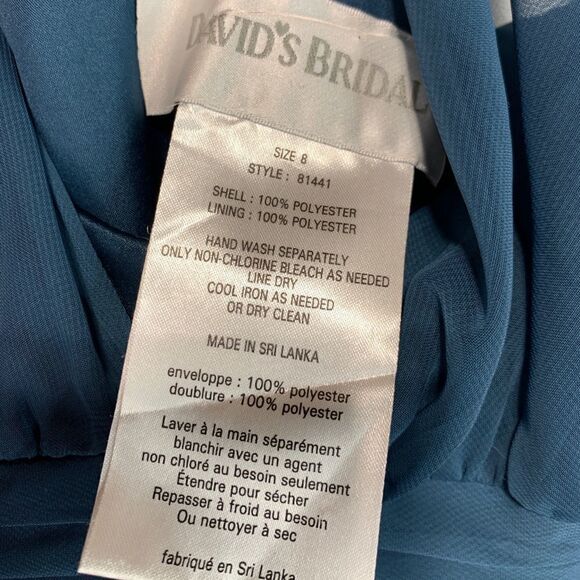 DAVID'S BRIDAL
SIZE 8
STYLE : 81441
SHELL : 100% POLYESTER
LINING : 100% POLYESTER
HAND WASH SEPARATELY
ONLY NON-CHLORINE BLEACH AS NEEDED
LINE DRY
COOL IRON AS NEEDED
OR DRY CLEAN
MADE IN SRI LANKA
enveloppe : 100% polyester
doublure : 100% polyester
Laver à la main séparément
blanchir avec un agent
non chloré au besoin seulement
Étendre pour sécher
Repasser à froid au besoin
Ou nettoyer à sec
fabriqué en Sri Lanka